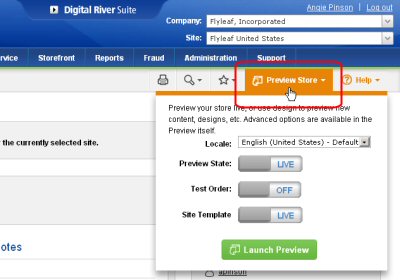 Digital River Suite
Angie Pinson | Log out
Company: Flyleaf, Incorporated
Site: Flyleaf United States
rvice Storefront Reports Fraud Administration Support
Preview Store
Help
Preview your store live, or use design to preview new
content, designs, etc. Advanced options are available in the
Preview itself.
the currently selected site.
Locale: English (United States) - Default
Preview State: LIVE
Test Order: OFF
Site Template LIVE
otes
Launch Preview
apinson